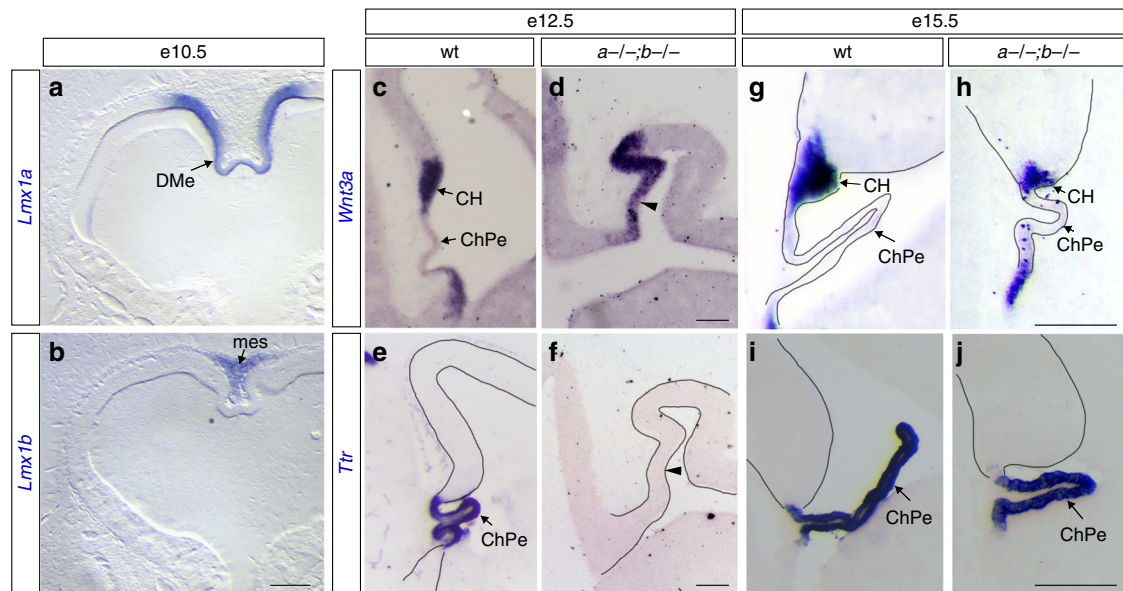 e12.5 e15.5
e10.5 wt a–/–;b–/– wt a–/–;b–/–
Lmx1a
a
DMe
Wnt3a
c
CH
ChPe
d
g
CH
ChPe
h
CH
ChPe
Lmx1b
b
mes
Ttr
e
ChPe
f
i
ChPe
j
ChPe